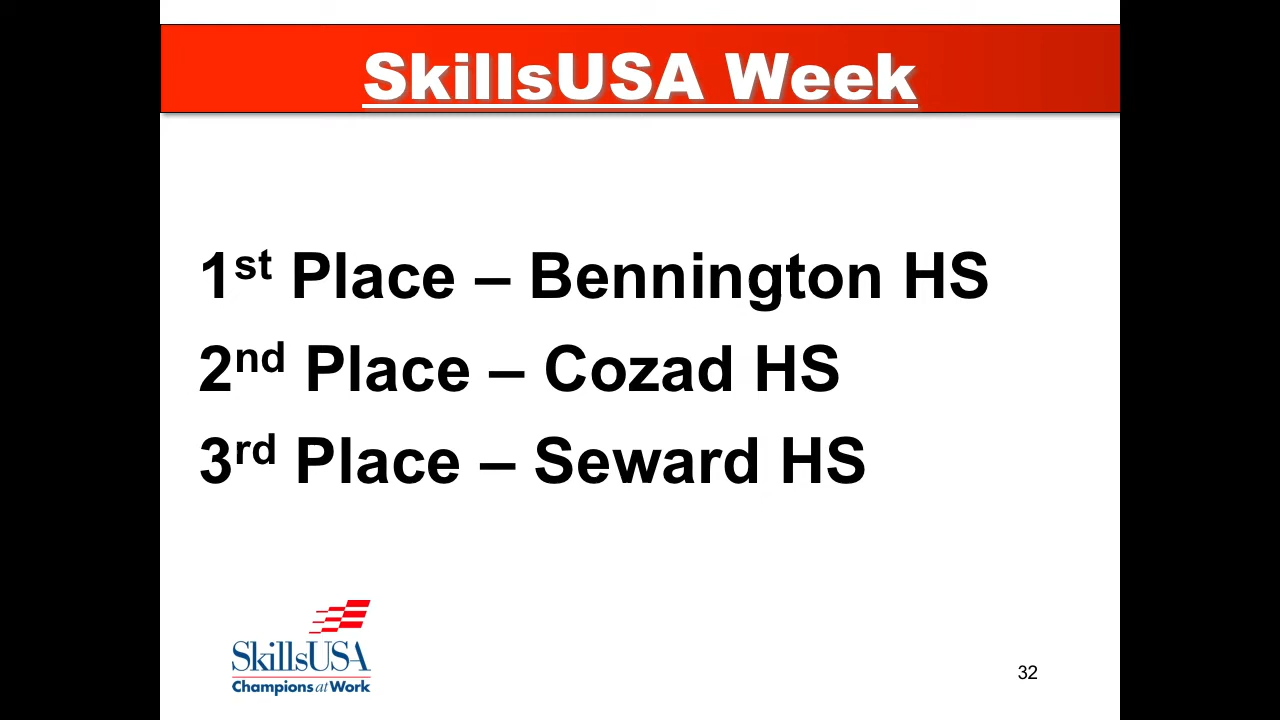 SkillsUSA Week
1st Place – Bennington HS
2nd Place – Cozad HS
3rd Place – Seward HS
SkillsUSA
Champions at Work
32